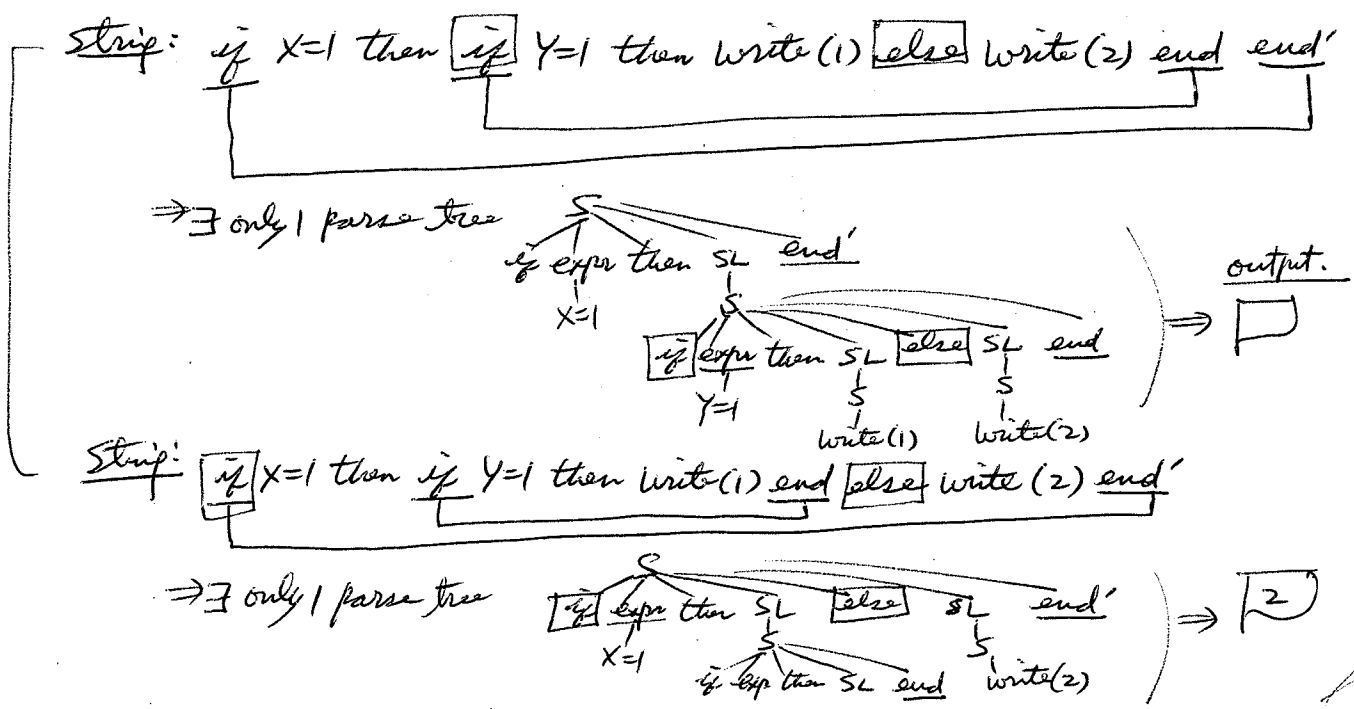 Strig: if X=1 then if Y=1 then write(1) else write(2) end end'
⇒∃ only 1 parse tree
S
if expr then SL end'
X=1
S
output.
⇒
if expr then SL else SL end
Y=1
S
S
write(1)
write(2)
Strig: if X=1 then if Y=1 then write(1) end else write(2) end'
⇒∃ only 1 parse tree
S
if expr then SL else SL end'
⇒ 2
X=1
S
S
if exp then SL end
write(2)